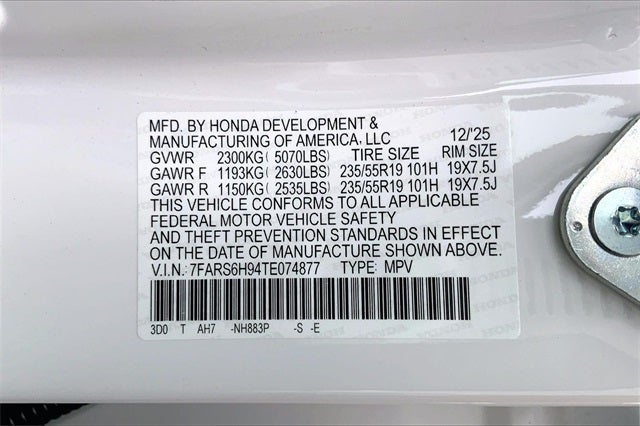 MFD. BY HONDA DEVELOPMENT &
MANUFACTURING OF AMERICA, LLC 12/'25
GVWR 2300KG( 5070LBS) TIRE SIZE RIM SIZE
GAWR F 1193KG( 2630LBS) 235/55R19 101H 19X7.5J
GAWR R 1150KG( 2535LBS) 235/55R19 101H 19X7.5J
THIS VEHICLE CONFORMS TO ALL APPLICABLE
FEDERAL MOTOR VEHICLE SAFETY
AND THEFT PREVENTION STANDARDS IN EFFECT
ON THE DATE OF MANUFACTURE SHOWN ABOVE.
V.I.N.: 7FARS6H94TE074877 TYPE: MPV
3D0 T AH7 -NH883P -S -E